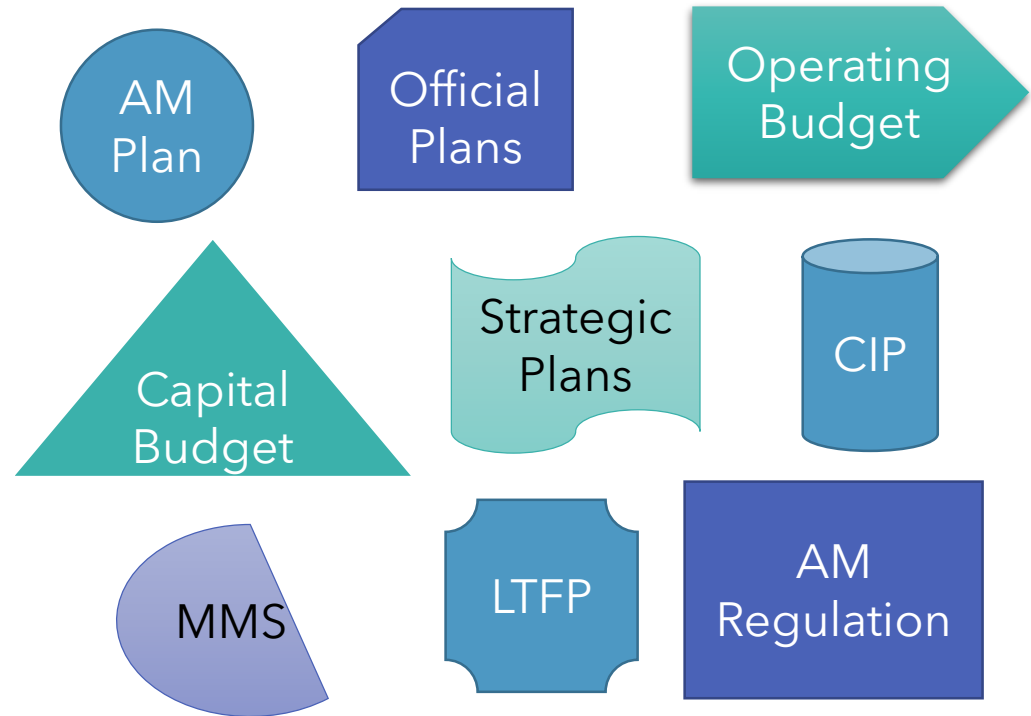 AM
Plan
Official
Plans
Operating
Budget
Capital
Budget
Strategic
Plans
CIP
MMS
LTFP
AM
Regulation